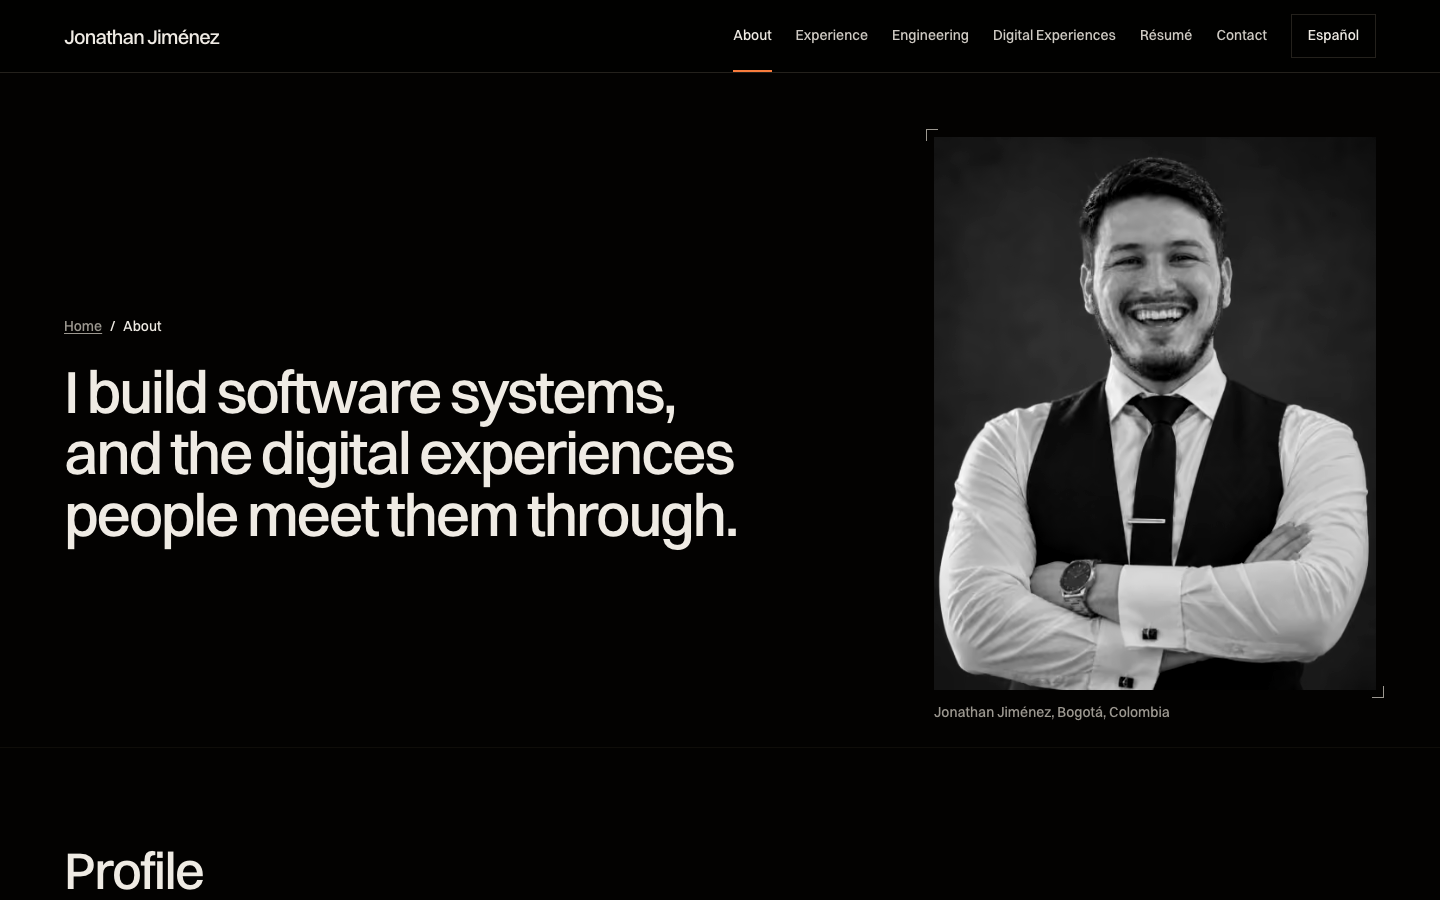 Jonathan Jiménez
About
Experience
Engineering
Digital Experiences
Résumé
Contact
Español
Home / About
I build software systems,
and the digital experiences
people meet them through.
Jonathan Jiménez, Bogotá, Colombia
Profile